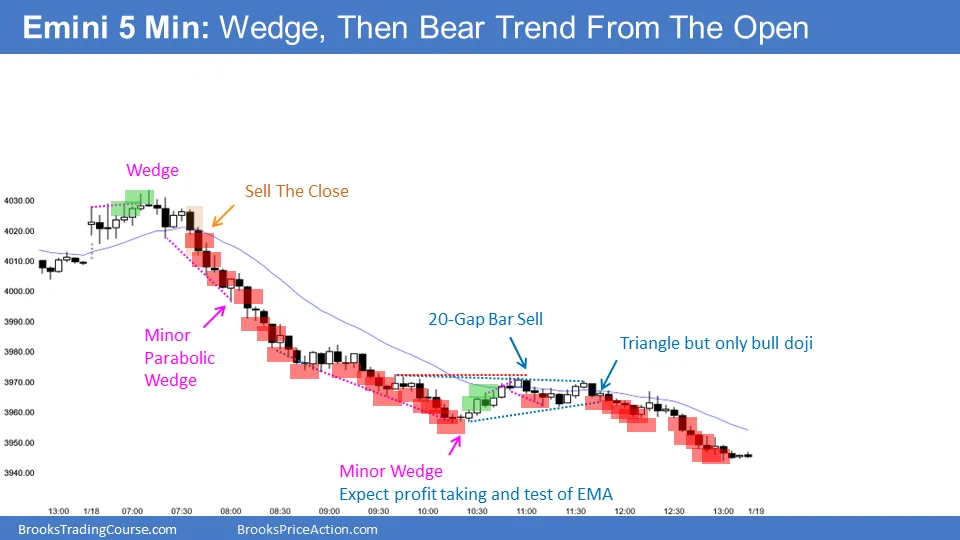 Emini 5 Min: Wedge, Then Bear Trend From The Open
Wedge
Sell The Close
4030.00
4020.00
4010.00
4000.00
3990.00
3980.00
3970.00
3960.00
3950.00
3940.00
20-Gap Bar Sell
Triangle but only bull doji
Minor
Parabolic
Wedge
Minor Wedge
Expect profit taking and test of EMA
13:00 1/18 07:00 07:30 08:00 08:30 09:00 09:30 10:00 10:30 11:00 11:30 12:00 12:30 13:00 1/19
BrooksTradingCourse.com BrooksPriceAction.com